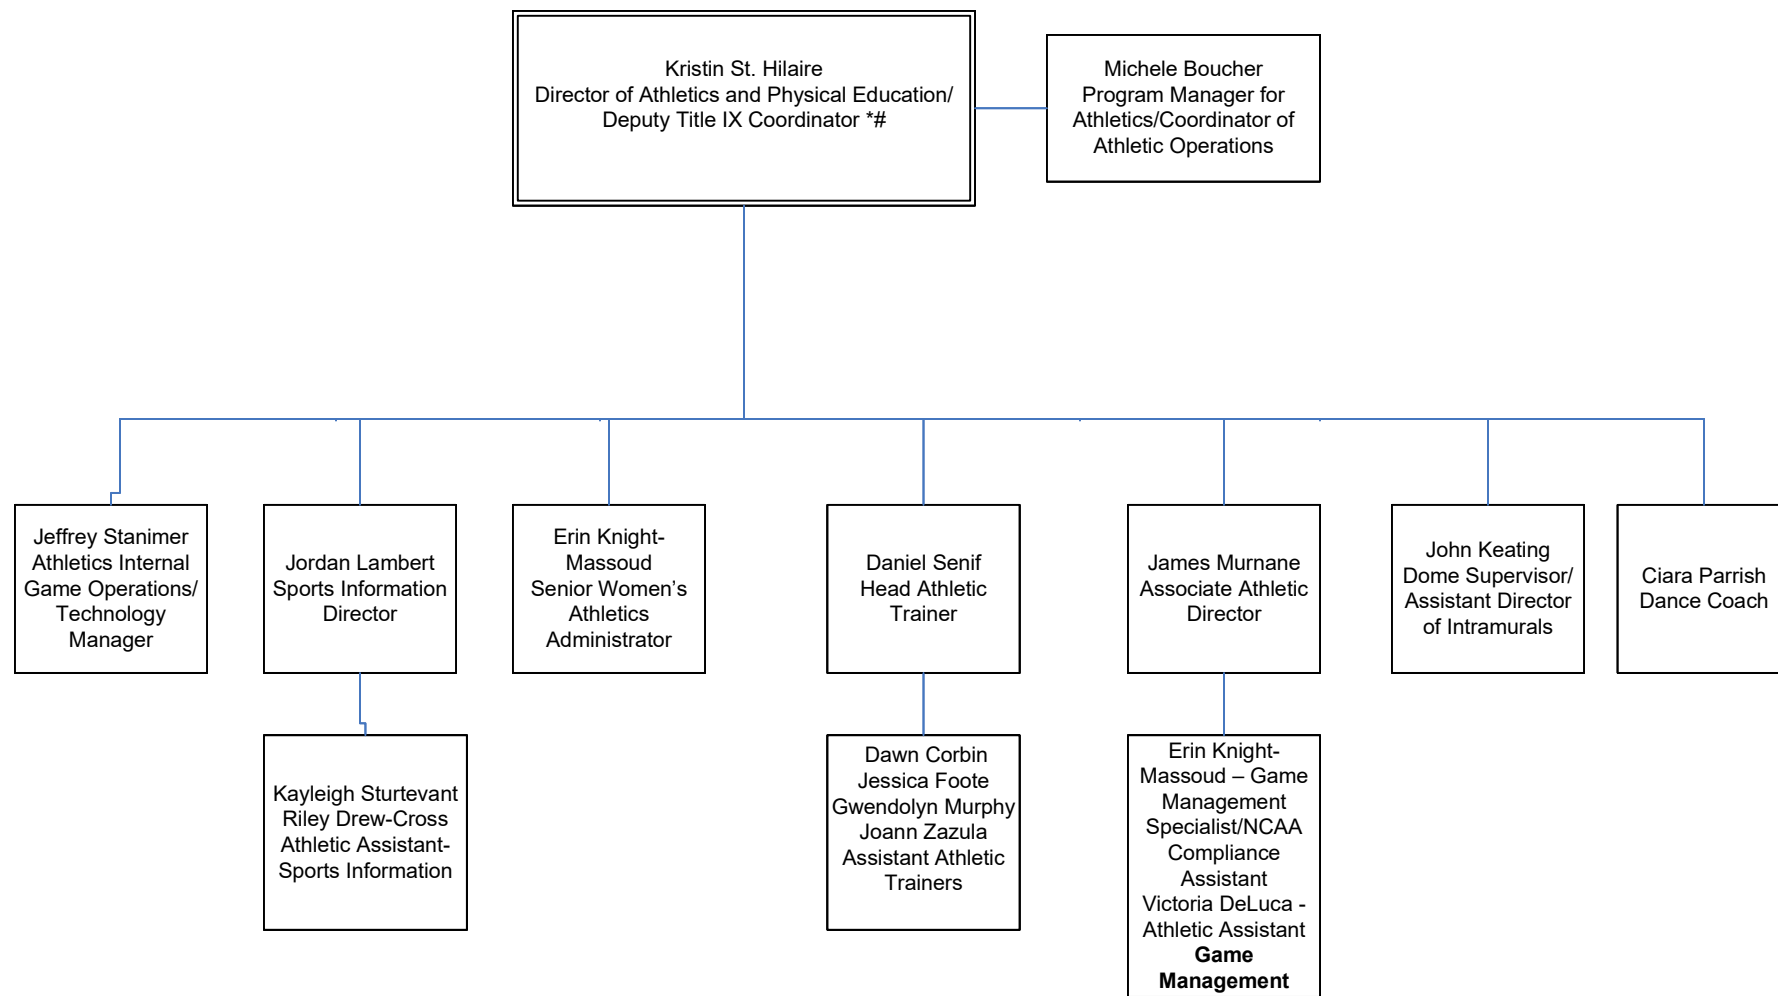 Kristin St. Hilaire
Director of Athletics and Physical Education/
Deputy Title IX Coordinator *#
Michele Boucher
Program Manager for
Athletics/Coordinator of
Athletic Operations
Jeffrey Stanimer
Athletics Internal
Game Operations/
Technology
Manager
Jordan Lambert
Sports Information
Director
Erin Knight-
Massoud
Senior Women’s
Athletics
Administrator
Daniel Senif
Head Athletic
Trainer
James Murnane
Associate Athletic
Director
John Keating
Dome Supervisor/
Assistant Director
of Intramurals
Ciara Parrish
Dance Coach
Kayleigh Sturtevant
Riley Drew-Cross
Athletic Assistant-
Sports Information
Dawn Corbin
Jessica Foote
Gwendolyn Murphy
Joann Zazula
Assistant Athletic
Trainers
Erin Knight-
Massoud – Game
Management
Specialist/NCAA
Compliance
Assistant
Victoria DeLuca -
Athletic Assistant
Game
Management